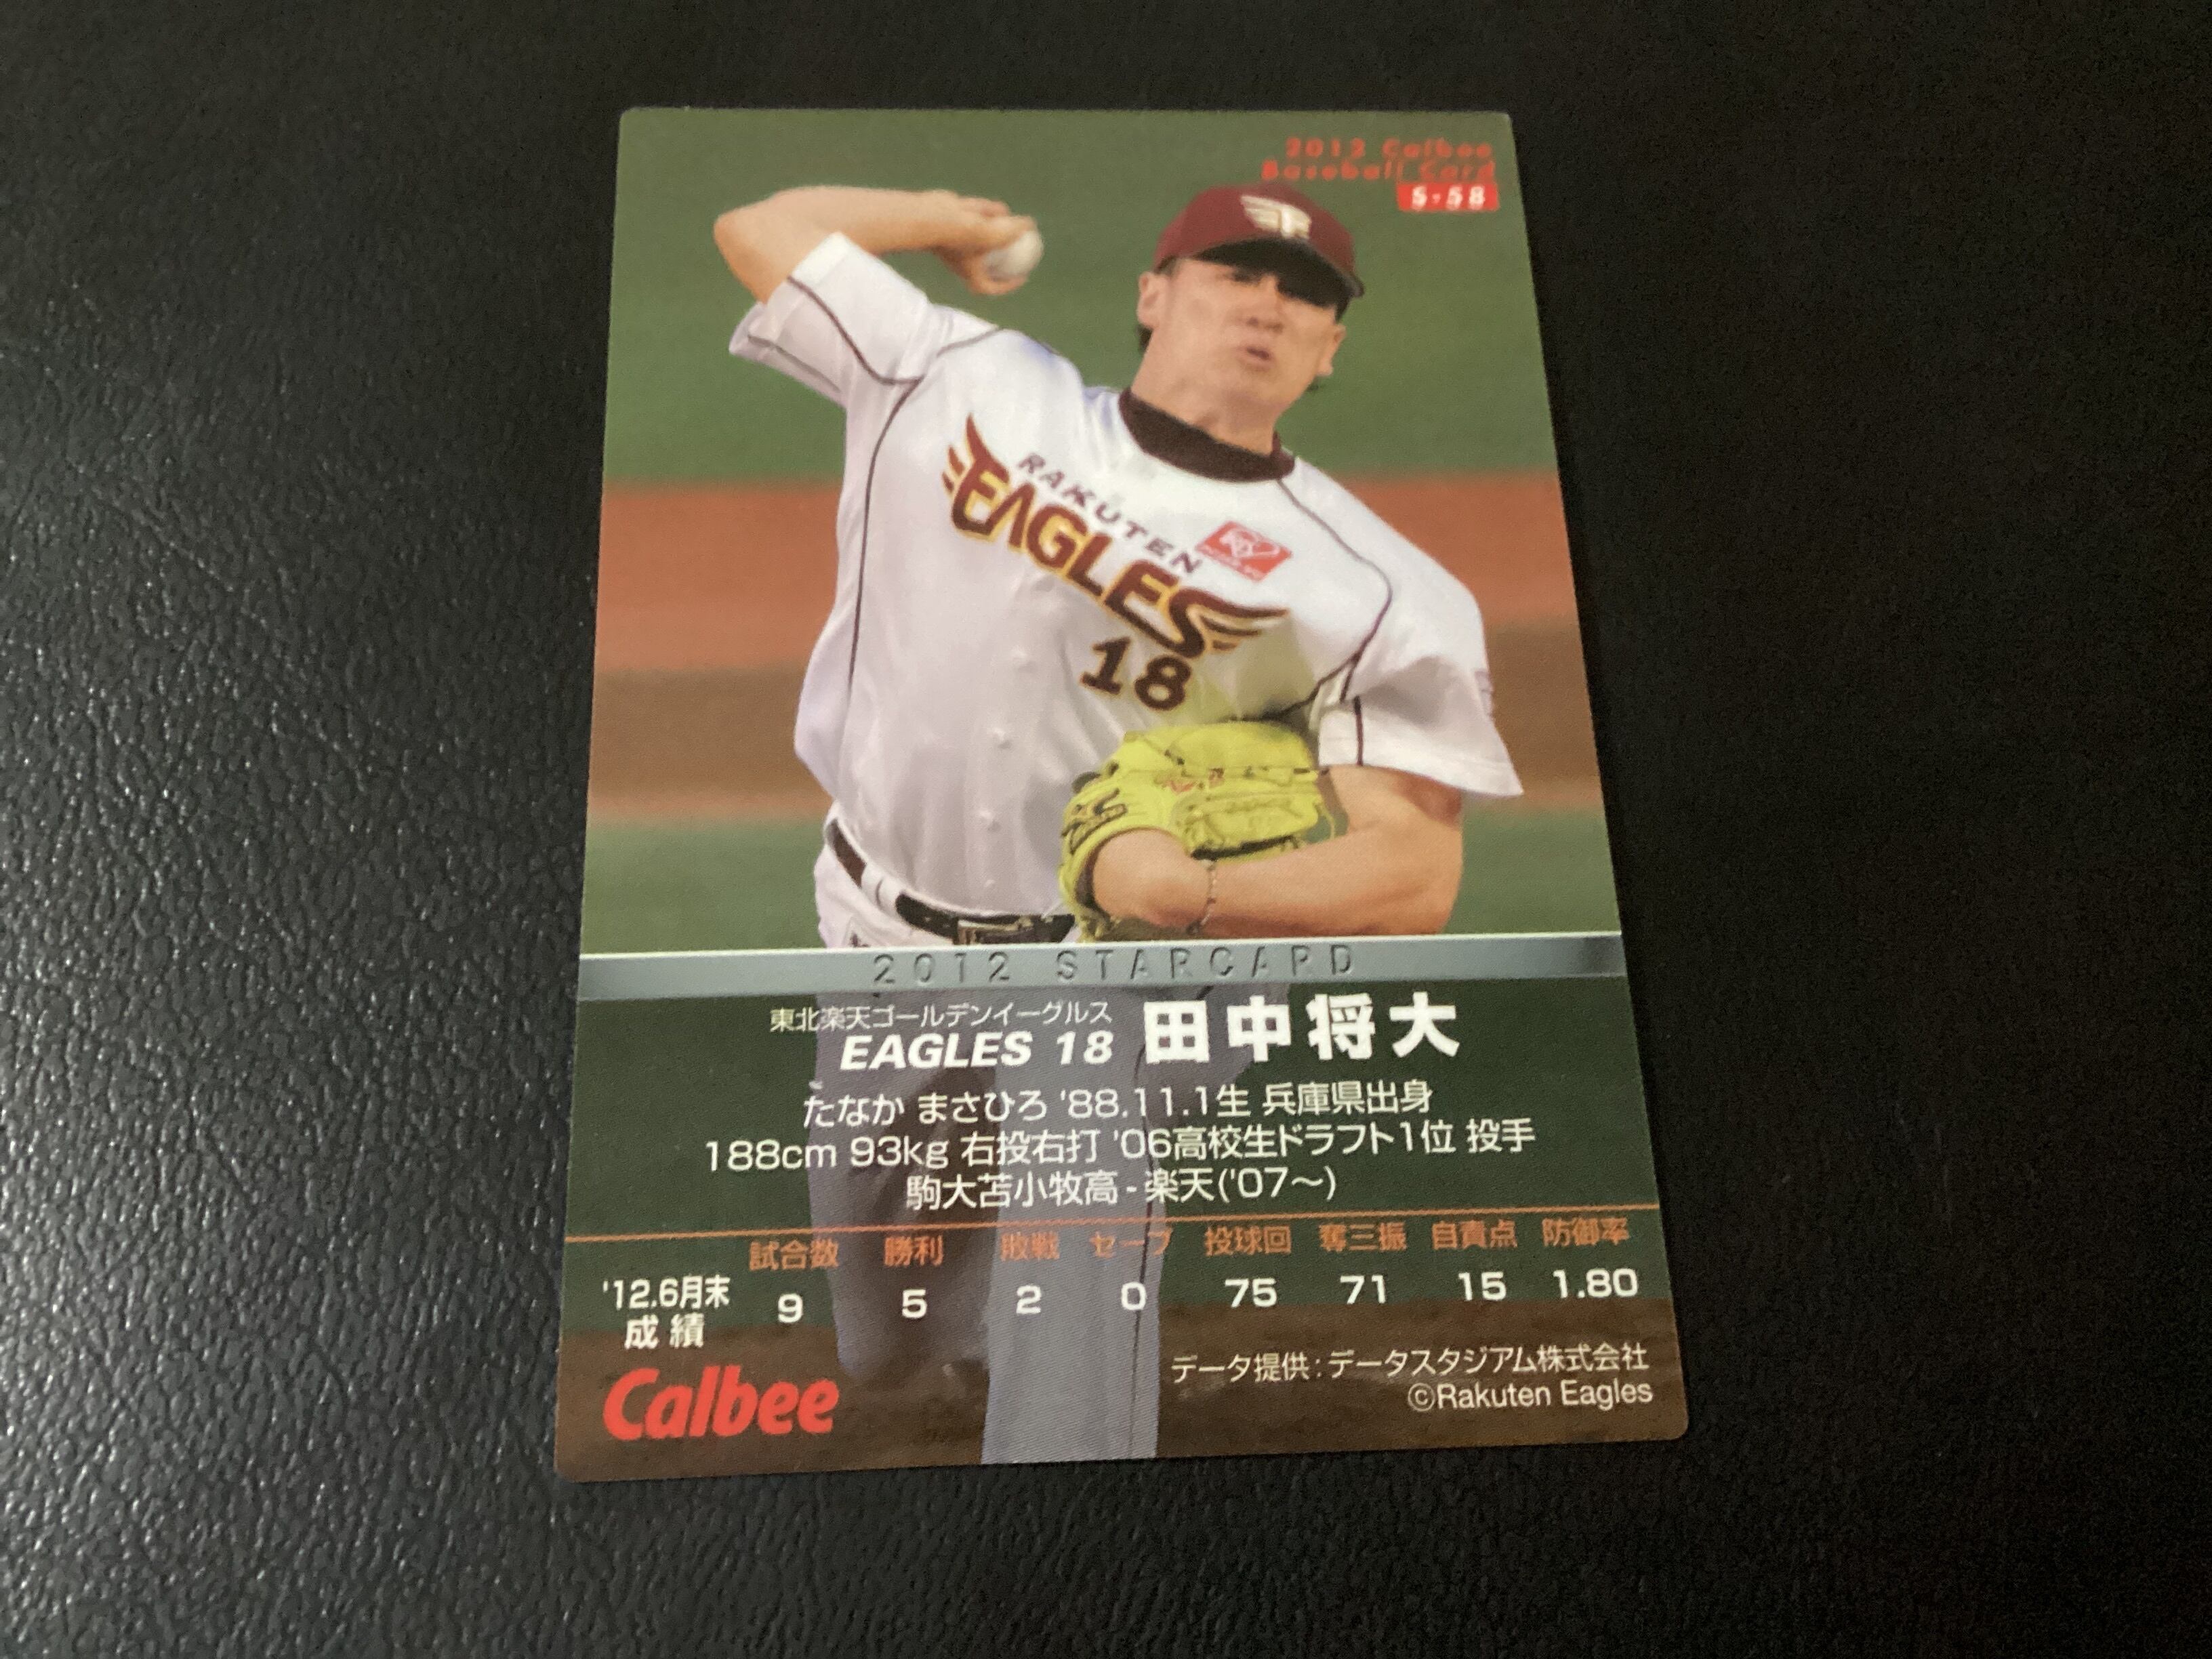 2012 Calbee
Baseball Card
S-58
RAKUTEN
EAGLES
18
2012 STARCARD
東北楽天ゴールデンイーグルス
EAGLES 18 田中将大
たなか まさひろ '88.11.1生 兵庫県出身
188cm 93kg 右投右打 '06高校生ドラフト1位 投手
駒大苫小牧高-楽天('07～)
試合数 勝利 敗戦 セーブ 投球回 奪三振 自責点 防御率
'12.6月末
成績 9 5 2 0 75 71 15 1.80
データ提供:データスタジアム株式会社
©Rakuten Eagles
Calbee